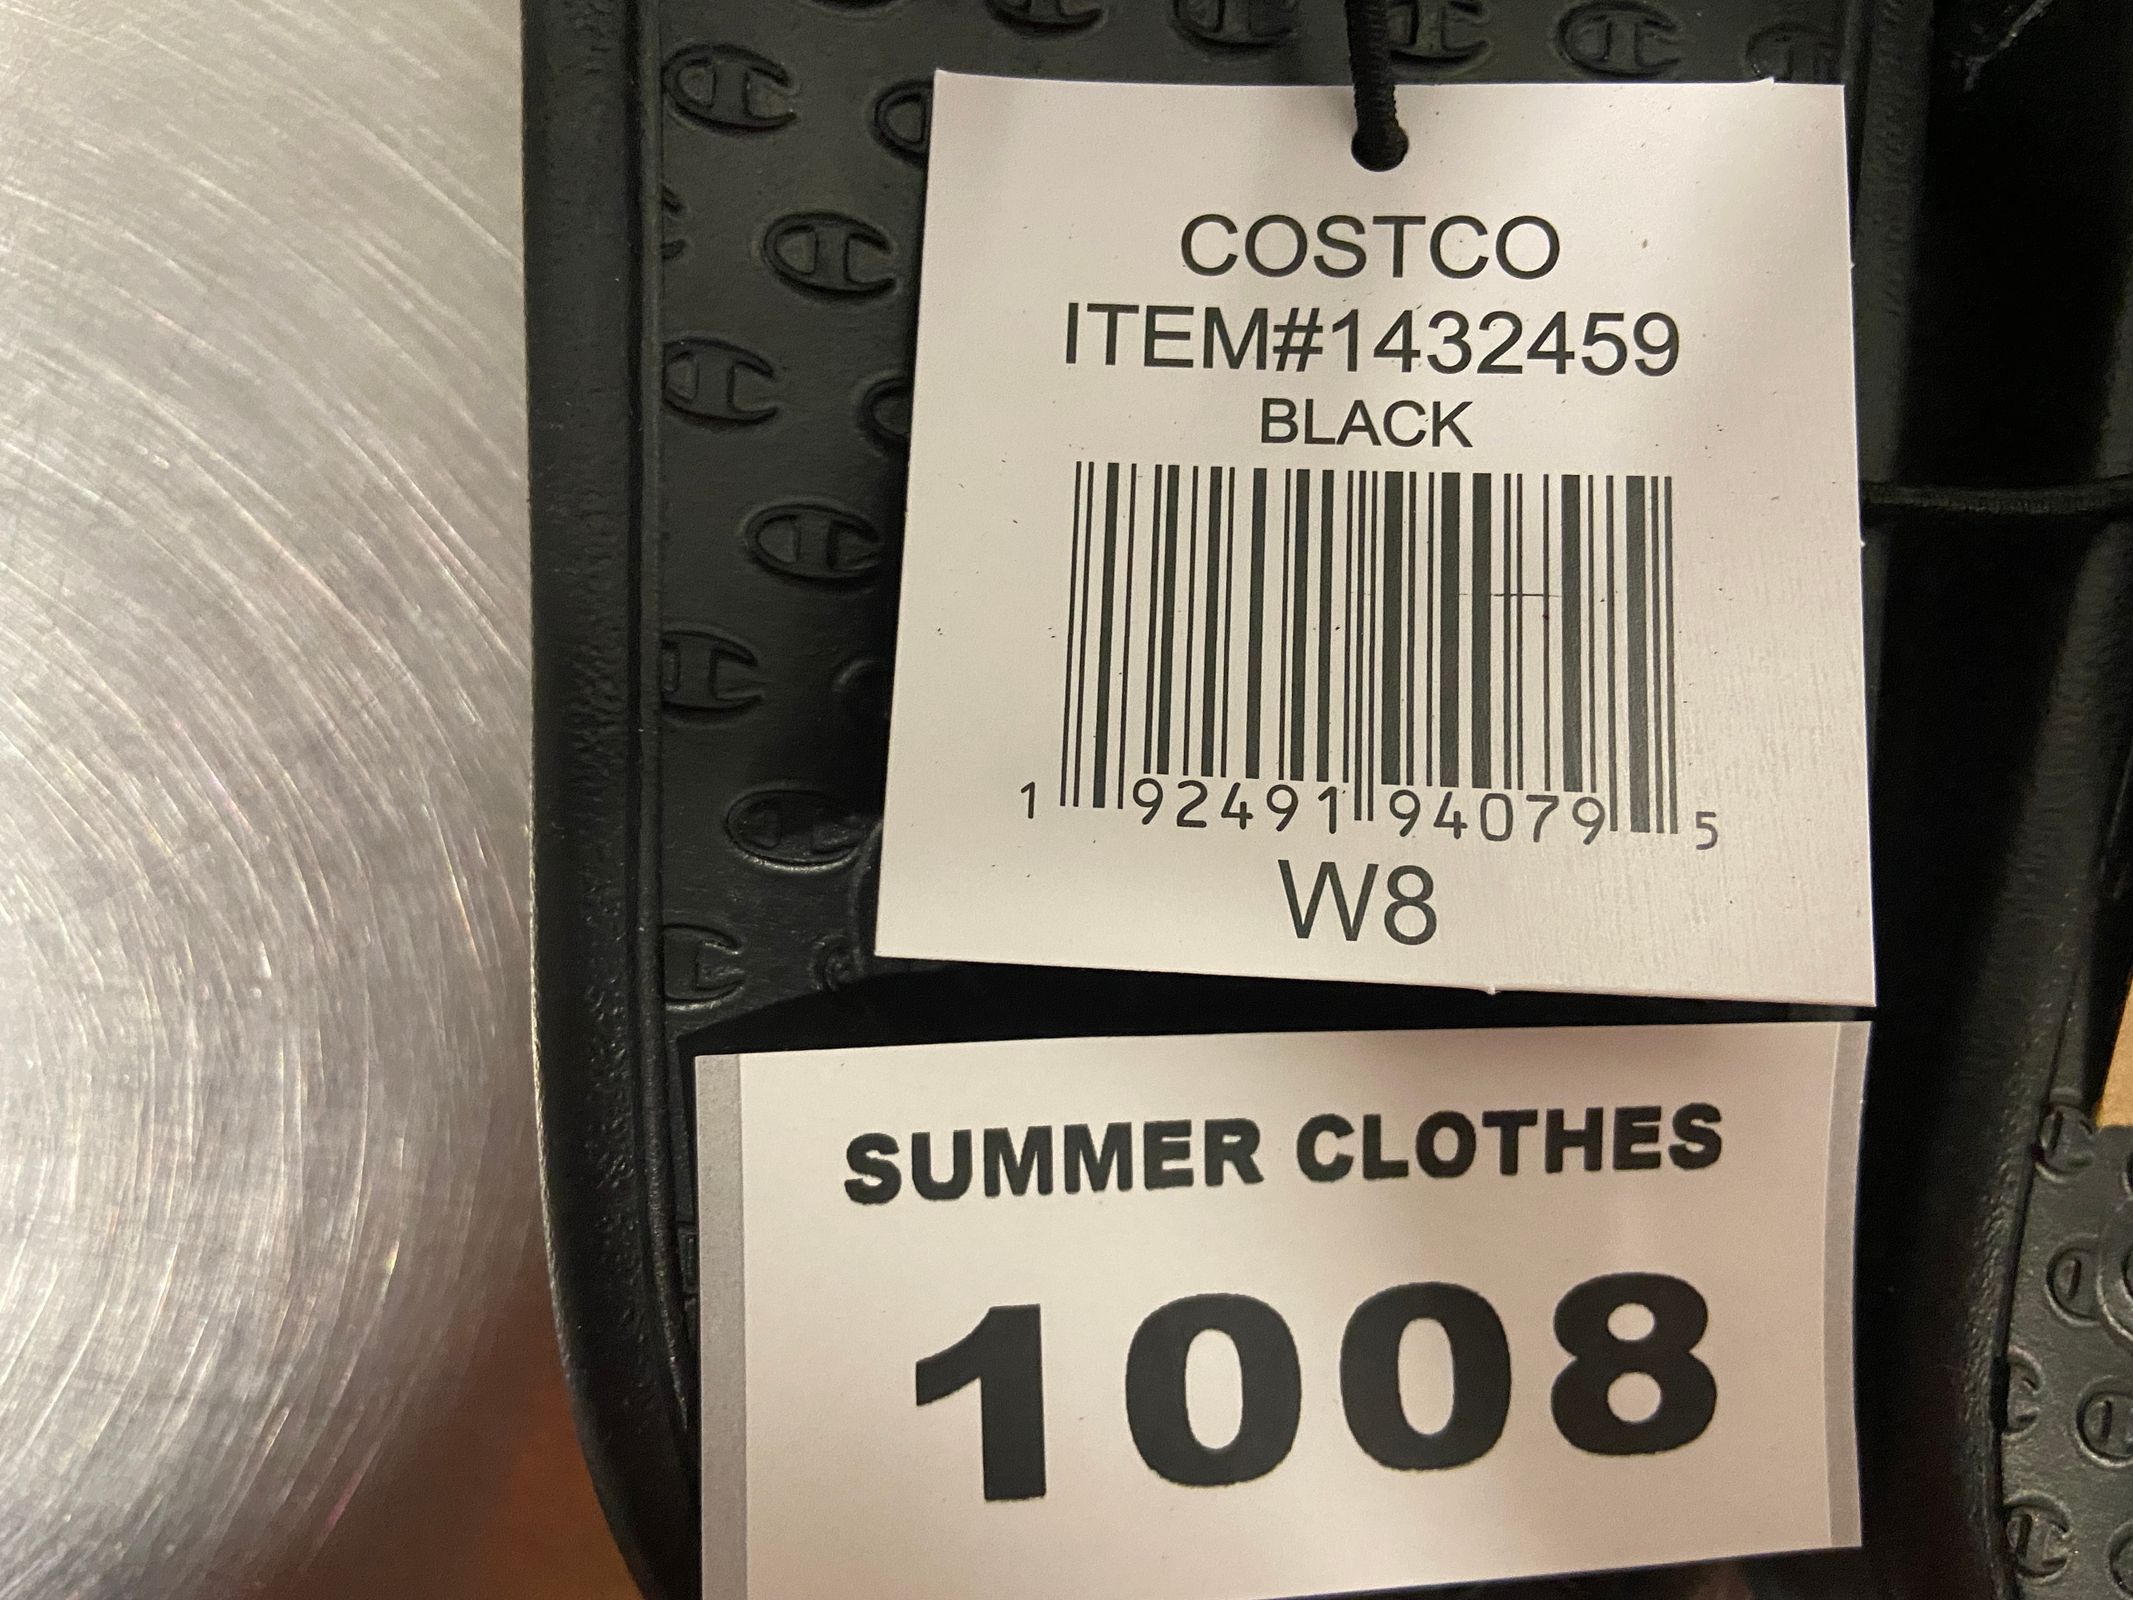 COSTCO
ITEM#1432459
BLACK
1 92491 94079 5
W8
SUMMER CLOTHES
1008